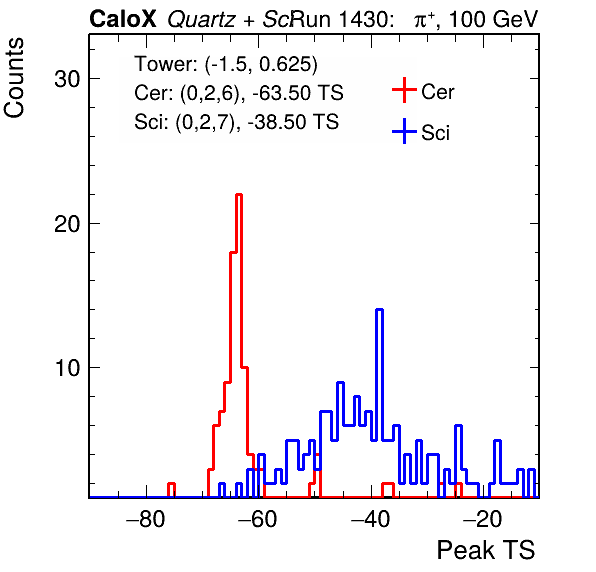 CaloX Quartz + ScRun 1430: π⁺, 100 GeV
Counts
Tower: (-1.5, 0.625)
Cer: (0,2,6), -63.50 TS
Sci: (0,2,7), -38.50 TS
Cer
Sci
30
20
10
−80 −60 −40 −20
Peak TS